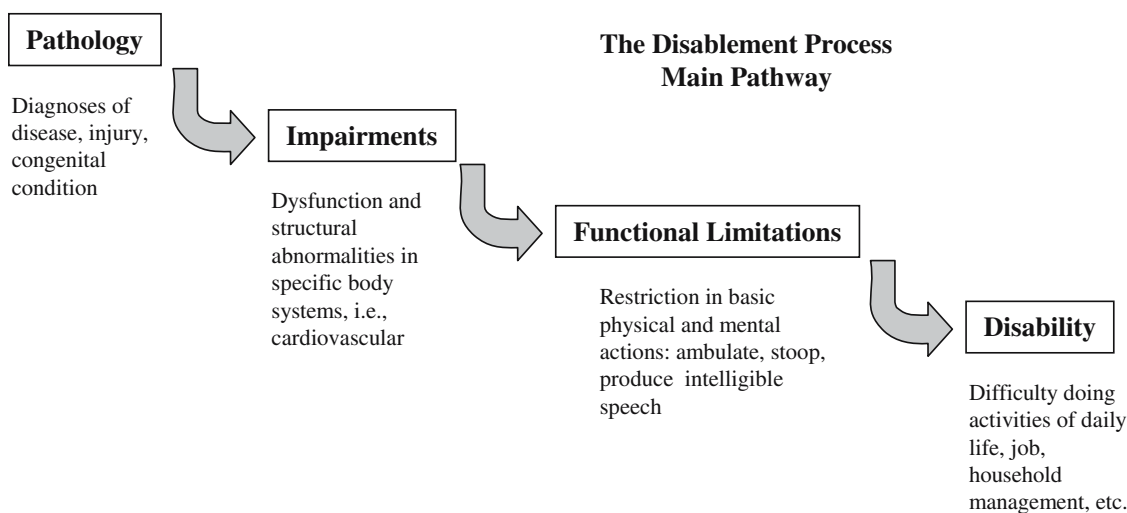 Pathology
Diagnoses of
disease, injury,
congenital
condition
The Disablement Process
Main Pathway
Impairments
Dysfunction and
structural
abnormalities in
specific body
systems, i.e.,
cardiovascular
Functional Limitations
Restriction in basic
physical and mental
actions: ambulate, stoop,
produce intelligible
speech
Disability
Difficulty doing
activities of daily
life, job,
household
management, etc.